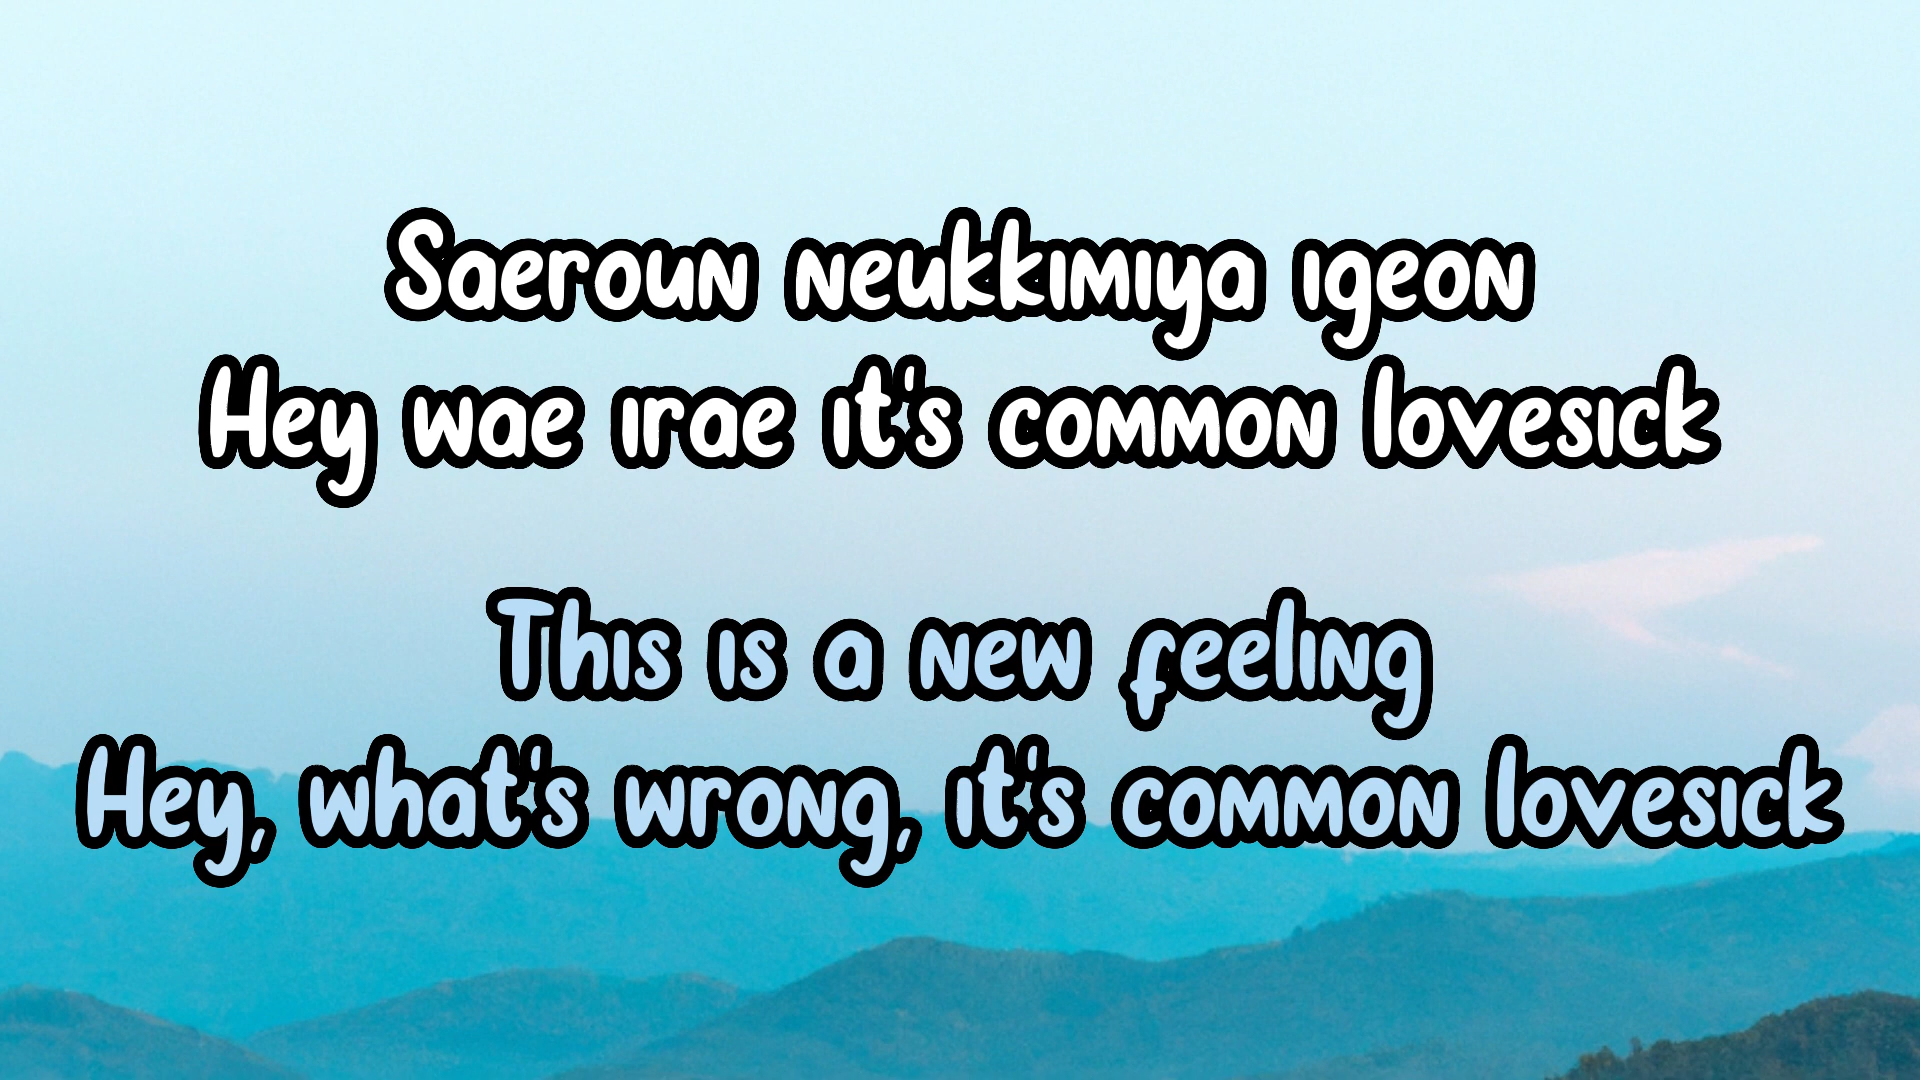 Saeroun neukkimiya igeon
Hey wae irae it's common lovesick
This is a new feeling
Hey, what's wrong, it's common lovesick